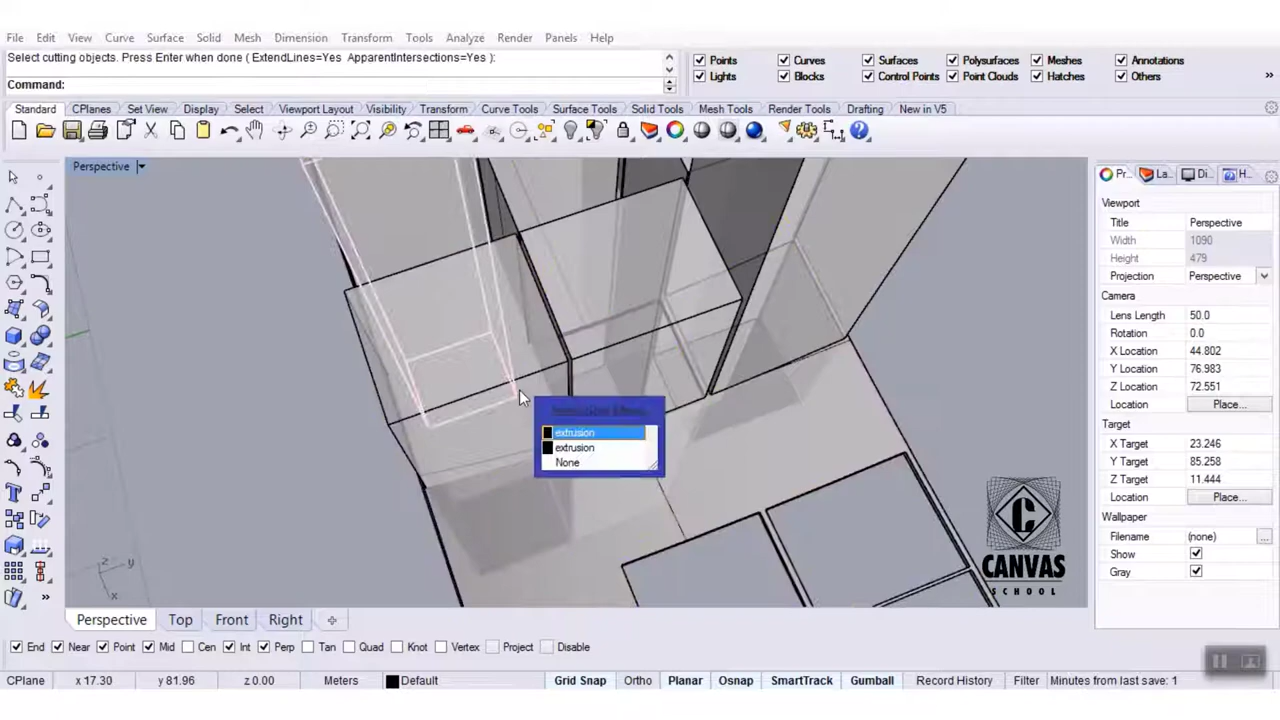 File Edit View Curve Surface Solid Mesh Dimension Transform Tools Analyze Render Panels Help
Select cutting objects. Press Enter when done ( ExtendLines=Yes ApparentIntersections=Yes ):
Command:
Points Curves Surfaces Polysurfaces Meshes Annotations
Lights Blocks Control Points Point Clouds Hatches Others
Standard CPlanes Set View Display Select Viewport Layout Visibility Transform Curve Tools Surface Tools Solid Tools Mesh Tools Render Tools Drafting New in V5
Perspective
Pr... La... Di... H...
Viewport
Title Perspective
Width 1090
Height 479
Projection Perspective
Camera
Lens Length 50.0
Rotation 0.0
X Location 44.802
Y Location 76.983
Z Location 72.551
Location Place...
Target
X Target 23.246
Y Target 85.258
Z Target 11.444
Location Place...
Wallpaper
Filename (none) ...
Show
Gray
extrusion
extrusion
None
z y
x
C
CANVAS
SCHOOL
Perspective Top Front Right
End Near Point Mid Cen Int Perp Tan Quad Knot Vertex Project Disable
CPlane x 17.30 y 81.96 z 0.00 Meters Default Grid Snap Ortho Planar Osnap SmartTrack Gumball Record History Filter Minutes from last save: 1